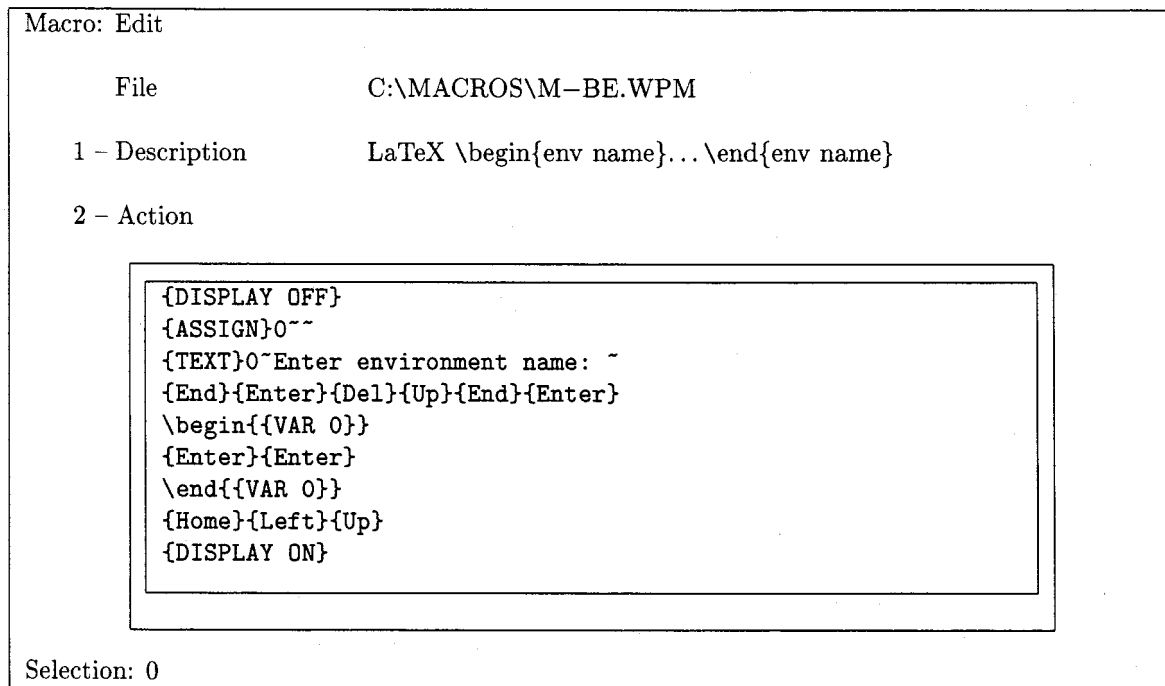 Macro: Edit
File C:\MACROS\M–BE.WPM
1 – Description LaTeX \begin{env name}...\end{env name}
2 – Action
{DISPLAY OFF}
{ASSIGN}0~~
{TEXT}0~Enter environment name: ~
{End}{Enter}{Del}{Up}{End}{Enter}
\begin{{VAR 0}}
{Enter}{Enter}
\end{{VAR 0}}
{Home}{Left}{Up}
{DISPLAY ON}
Selection: 0